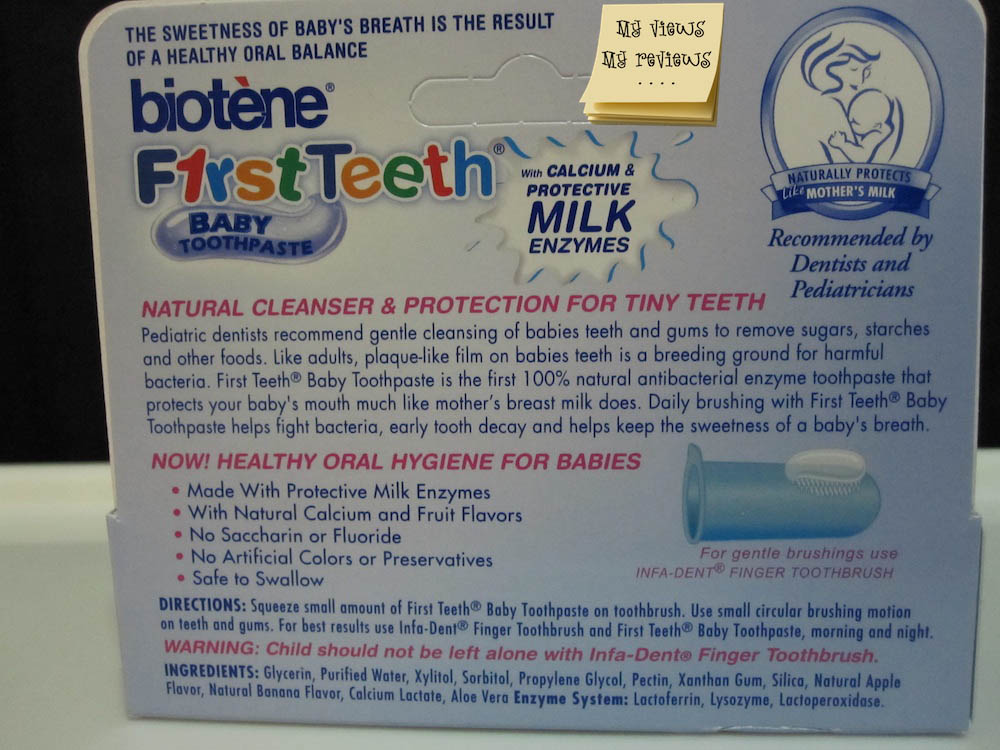 THE SWEETNESS OF BABY'S BREATH IS THE RESULT
OF A HEALTHY ORAL BALANCE
My views
My reviews
. . . .
biotène®
F1rst Teeth®
BABY
TOOTHPASTE
With CALCIUM &
PROTECTIVE
MILK
ENZYMES
NATURALLY PROTECTS
Like MOTHER'S MILK
Recommended by
Dentists and
Pediatricians
NATURAL CLEANSER & PROTECTION FOR TINY TEETH
Pediatric dentists recommend gentle cleansing of babies teeth and gums to remove sugars, starches
and other foods. Like adults, plaque-like film on babies teeth is a breeding ground for harmful
bacteria. First Teeth® Baby Toothpaste is the first 100% natural antibacterial enzyme toothpaste that
protects your baby's mouth much like mother's breast milk does. Daily brushing with First Teeth® Baby
Toothpaste helps fight bacteria, early tooth decay and helps keep the sweetness of a baby's breath.
NOW! HEALTHY ORAL HYGIENE FOR BABIES
• Made With Protective Milk Enzymes
• With Natural Calcium and Fruit Flavors
• No Saccharin or Fluoride
• No Artificial Colors or Preservatives
• Safe to Swallow
For gentle brushings use
INFA-DENT® FINGER TOOTHBRUSH
DIRECTIONS: Squeeze small amount of First Teeth® Baby Toothpaste on toothbrush. Use small circular brushing motion
on teeth and gums. For best results use Infa-Dent® Finger Toothbrush and First Teeth® Baby Toothpaste, morning and night.
WARNING: Child should not be left alone with Infa-Dent® Finger Toothbrush.
INGREDIENTS: Glycerin, Purified Water, Xylitol, Sorbitol, Propylene Glycol, Pectin, Xanthan Gum, Silica, Natural Apple
Flavor, Natural Banana Flavor, Calcium Lactate, Aloe Vera Enzyme System: Lactoferrin, Lysozyme, Lactoperoxidase.